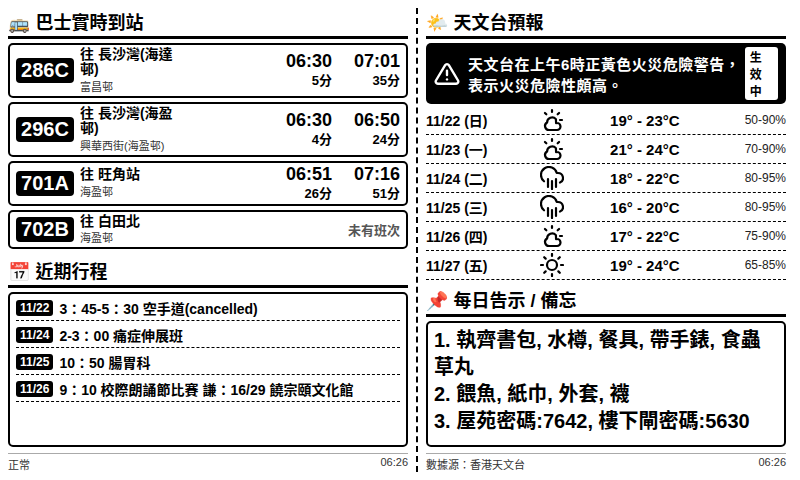 巴士實時到站
286C
往 長沙灣(海達
邨)
富昌邨
06:30
5分
07:01
35分
296C
往 長沙灣(海盈
邨)
興華西街(海盈邨)
06:30
4分
06:50
24分
701A
往 旺角站
海盈邨
06:51
26分
07:16
51分
702B
往 白田北
海盈邨
未有班次
近期行程
11/22 3：45-5：30 空手道(cancelled)
11/24 2-3：00 痛症伸展班
11/25 10：50 腸胃科
11/26 9：10 校際朗誦節比賽 謙：16/29 饒宗頤文化館
正常 06:26
天文台預報
天文台在上午6時正黃色火災危險警告，
表示火災危險性頗高。
生
效
中
11/22 (日) 19° - 23°C 50-90%
11/23 (一) 21° - 24°C 70-90%
11/24 (二) 18° - 22°C 80-95%
11/25 (三) 16° - 20°C 80-95%
11/26 (四) 17° - 22°C 75-90%
11/27 (五) 19° - 24°C 65-85%
每日告示 / 備忘
1. 執齊書包, 水樽, 餐具, 帶手錶, 食蟲
草丸
2. 餵魚, 紙巾, 外套, 襪
3. 屋苑密碼:7642, 樓下閘密碼:5630
數據源：香港天文台 06:26